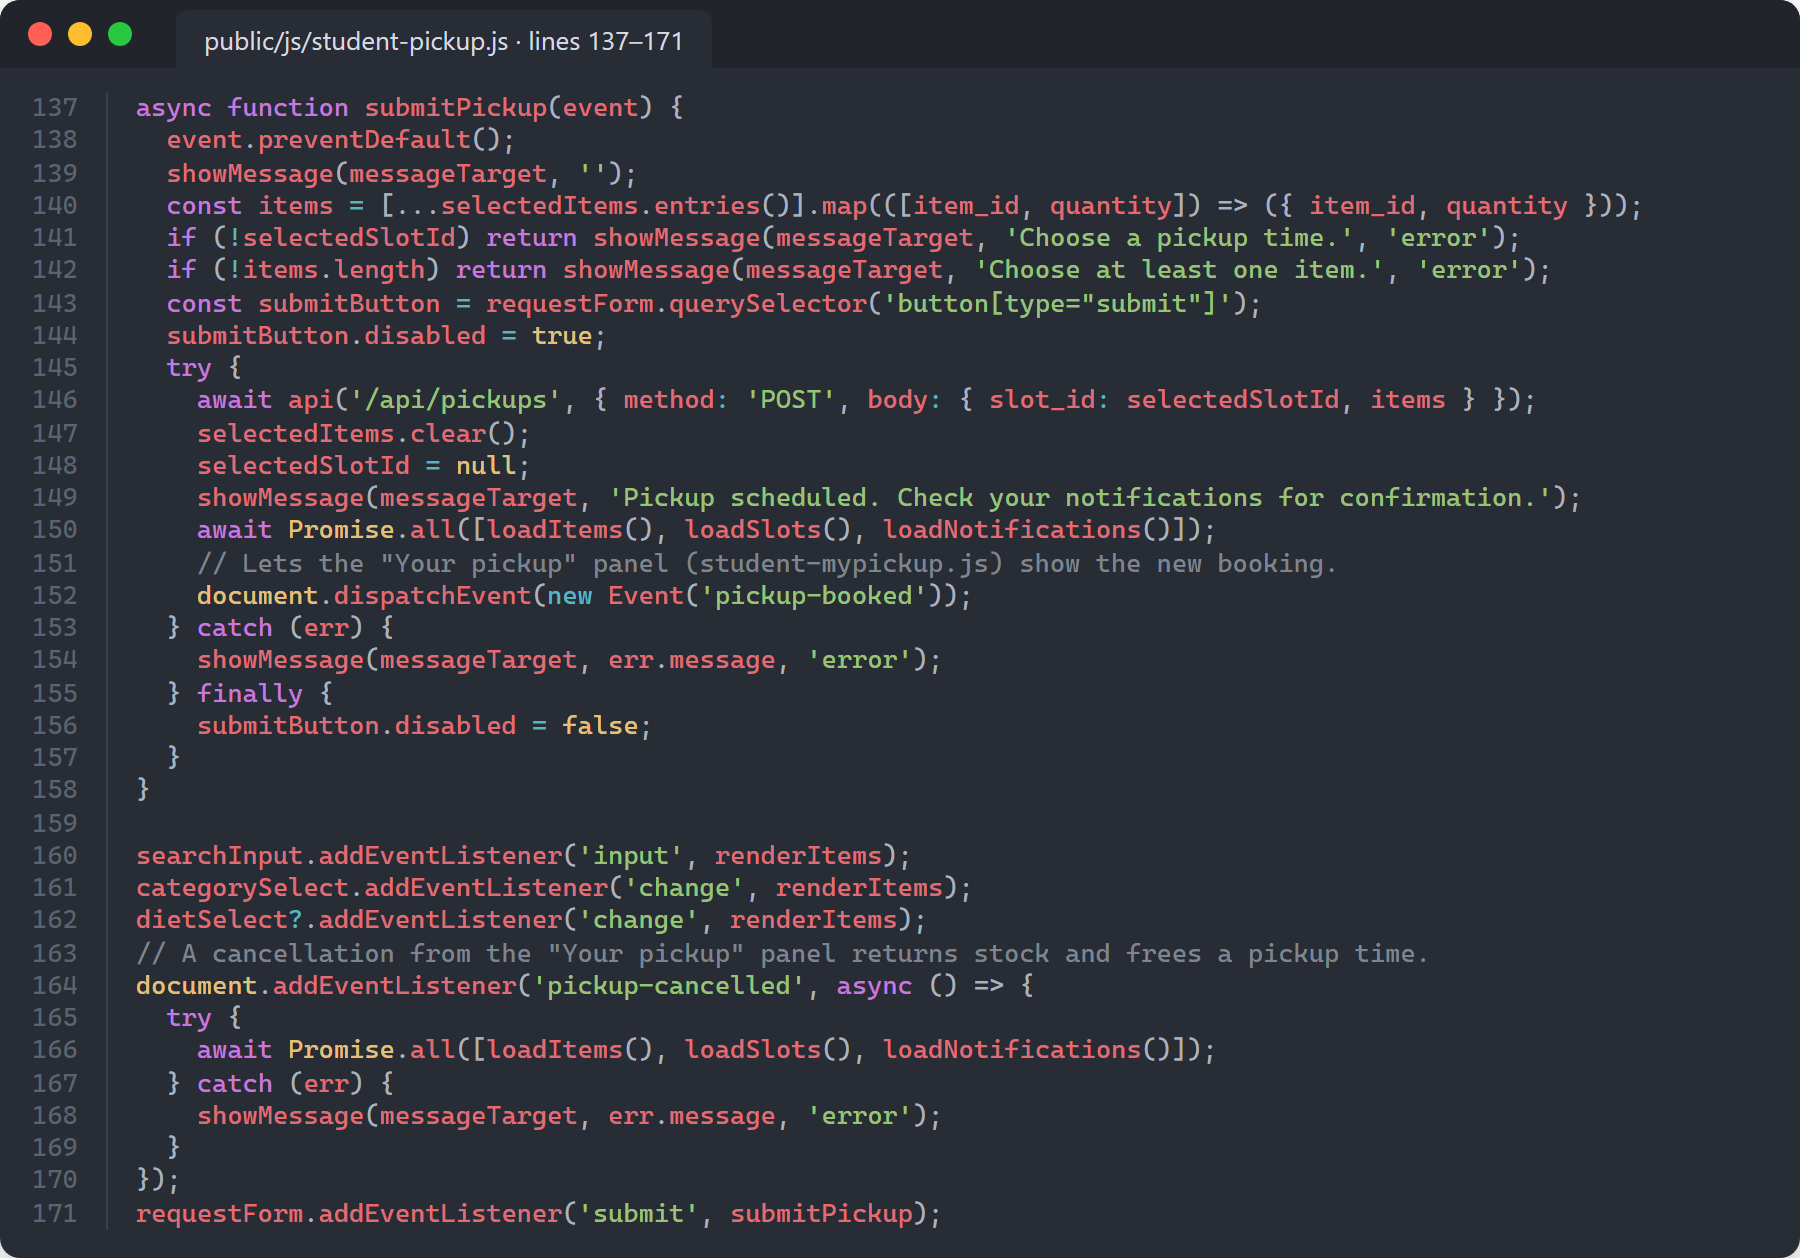 public/js/student-pickup.js · lines 137–171
137 async function submitPickup(event) {
138   event.preventDefault();
139   showMessage(messageTarget, '');
140   const items = [...selectedItems.entries()].map(([item_id, quantity]) => ({ item_id, quantity }));
141   if (!selectedSlotId) return showMessage(messageTarget, 'Choose a pickup time.', 'error');
142   if (!items.length) return showMessage(messageTarget, 'Choose at least one item.', 'error');
143   const submitButton = requestForm.querySelector('button[type="submit"]');
144   submitButton.disabled = true;
145   try {
146     await api('/api/pickups', { method: 'POST', body: { slot_id: selectedSlotId, items } });
147     selectedItems.clear();
148     selectedSlotId = null;
149     showMessage(messageTarget, 'Pickup scheduled. Check your notifications for confirmation.');
150     await Promise.all([loadItems(), loadSlots(), loadNotifications()]);
151     // Lets the "Your pickup" panel (student-mypickup.js) show the new booking.
152     document.dispatchEvent(new Event('pickup-booked'));
153   } catch (err) {
154     showMessage(messageTarget, err.message, 'error');
155   } finally {
156     submitButton.disabled = false;
157   }
158 }
159
160 searchInput.addEventListener('input', renderItems);
161 categorySelect.addEventListener('change', renderItems);
162 dietSelect?.addEventListener('change', renderItems);
163 // A cancellation from the "Your pickup" panel returns stock and frees a pickup time.
164 document.addEventListener('pickup-cancelled', async () => {
165   try {
166     await Promise.all([loadItems(), loadSlots(), loadNotifications()]);
167   } catch (err) {
168     showMessage(messageTarget, err.message, 'error');
169   }
170 });
171 requestForm.addEventListener('submit', submitPickup);